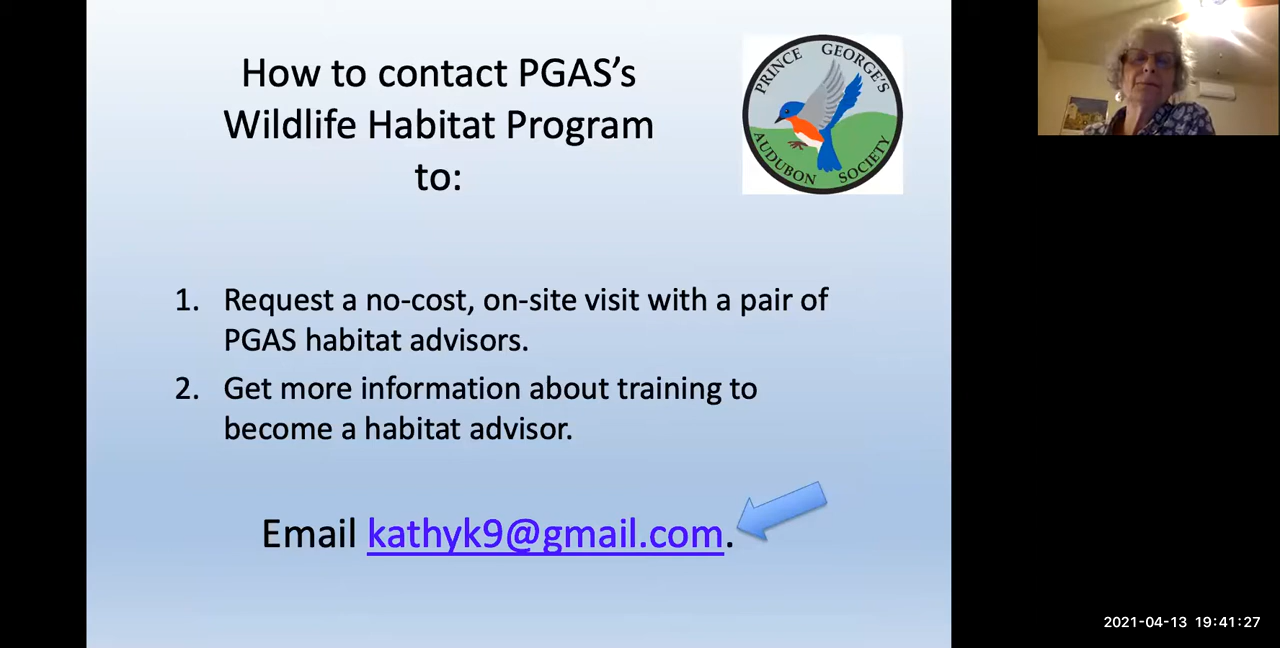 How to contact PGAS's
Wildlife Habitat Program
to:
PRINCE GEORGE'S
AUDUBON SOCIETY
1. Request a no-cost, on-site visit with a pair of
PGAS habitat advisors.
2. Get more information about training to
become a habitat advisor.
Email kathyk9@gmail.com.
2021-04-13 19:41:27